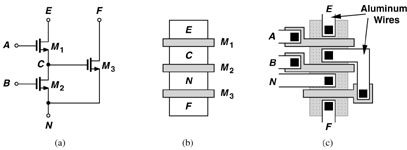 E
F
A
M1
C
M3
B
M2
N
(a)
E
M1
C
M2
N
M3
F
(b)
E
Aluminum
Wires
A
B
N
F
(c)